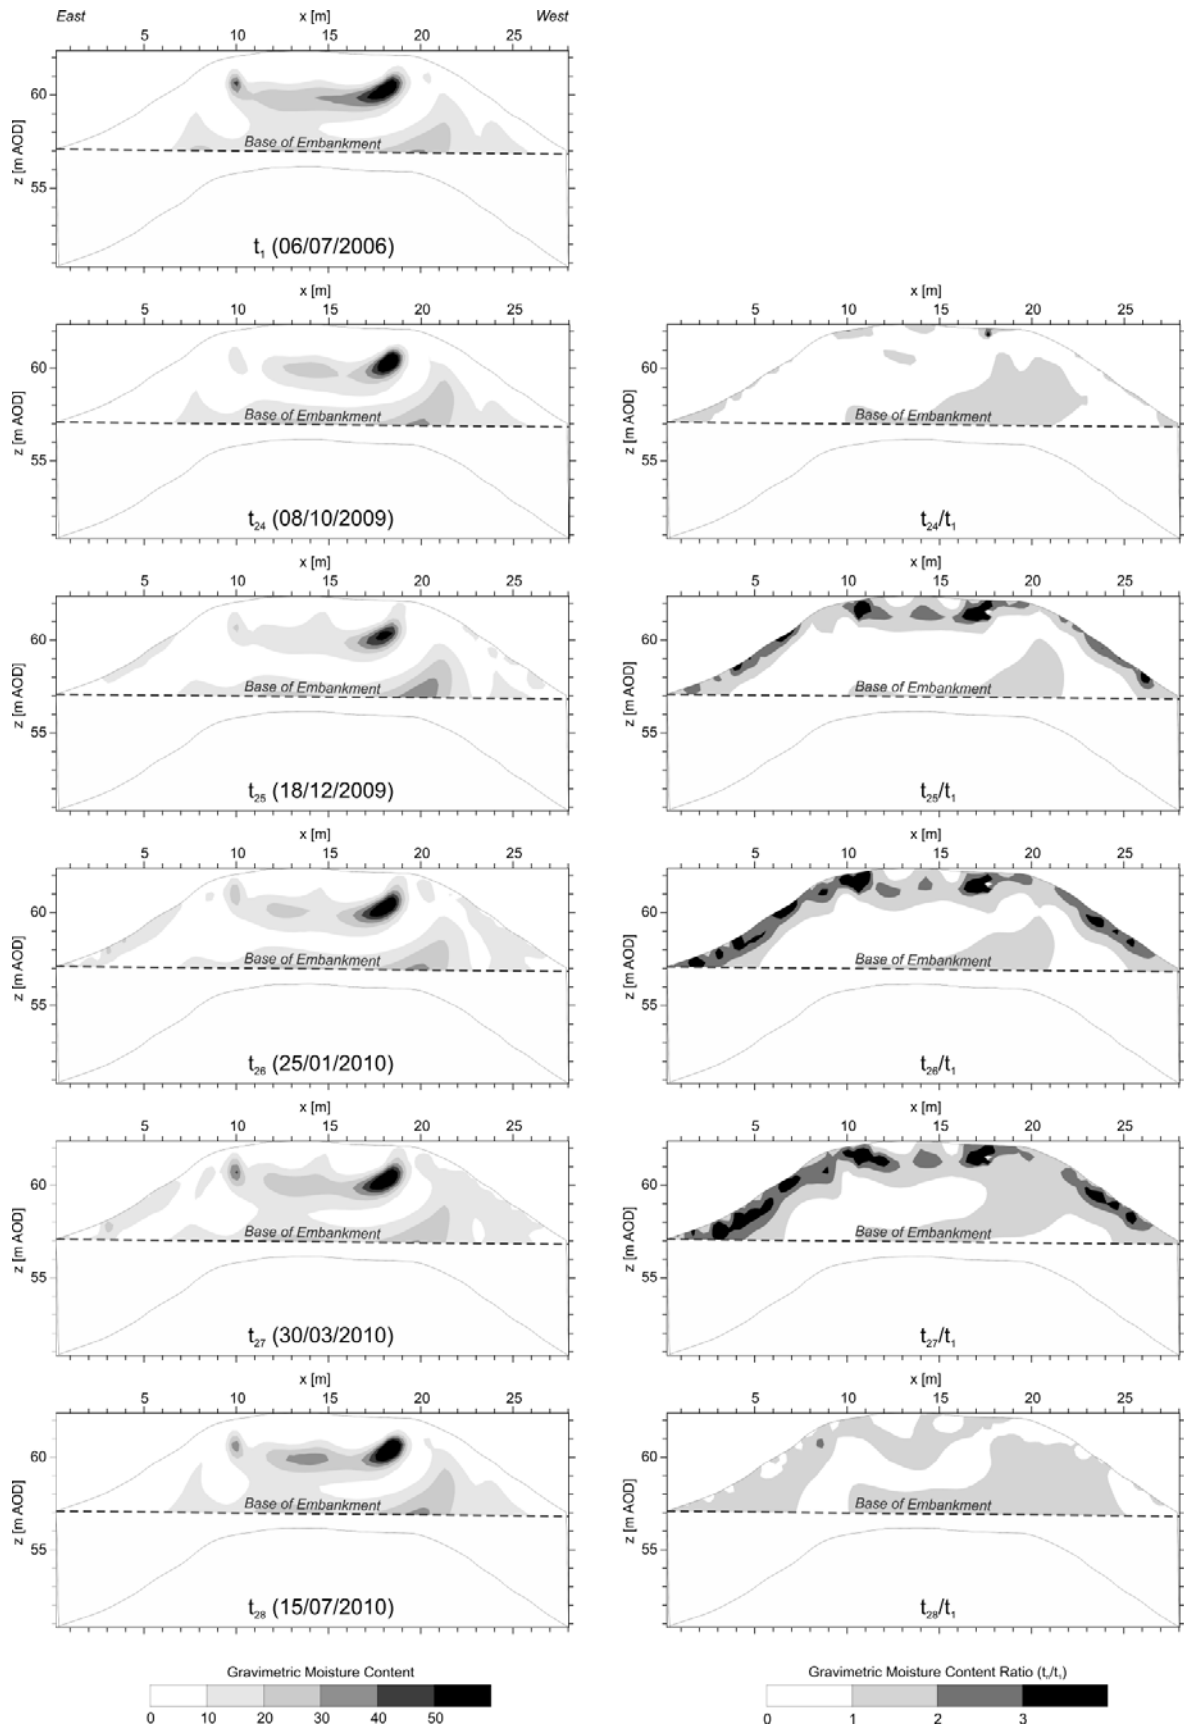 East x [m] West
5 10 15 20 25
60
Base of Embankment
z [m AOD]
55
t1 (06/07/2006)
x [m] x [m]
5 10 15 20 25 5 10 15 20 25
60 60
Base of Embankment Base of Embankment
z [m AOD] z [m AOD]
55 55
t24 (08/10/2009) t24/t1
x [m] x [m]
5 10 15 20 25 5 10 15 20 25
60 60
Base of Embankment Base of Embankment
z [m AOD] z [m AOD]
55 55
t25 (18/12/2009) t25/t1
x [m] x [m]
5 10 15 20 25 5 10 15 20 25
60 60
Base of Embankment Base of Embankment
z [m AOD] z [m AOD]
55 55
t26 (25/01/2010) t26/t1
x [m] x [m]
5 10 15 20 25 5 10 15 20 25
60 60
Base of Embankment Base of Embankment
z [m AOD] z [m AOD]
55 55
t27 (30/03/2010) t27/t1
x [m] x [m]
5 10 15 20 25 5 10 15 20 25
60 60
Base of Embankment Base of Embankment
z [m AOD] z [m AOD]
55 55
t28 (15/07/2010) t28/t1
Gravimetric Moisture Content Gravimetric Moisture Content Ratio (tn/t1)
0 10 20 30 40 50 0 1 2 3